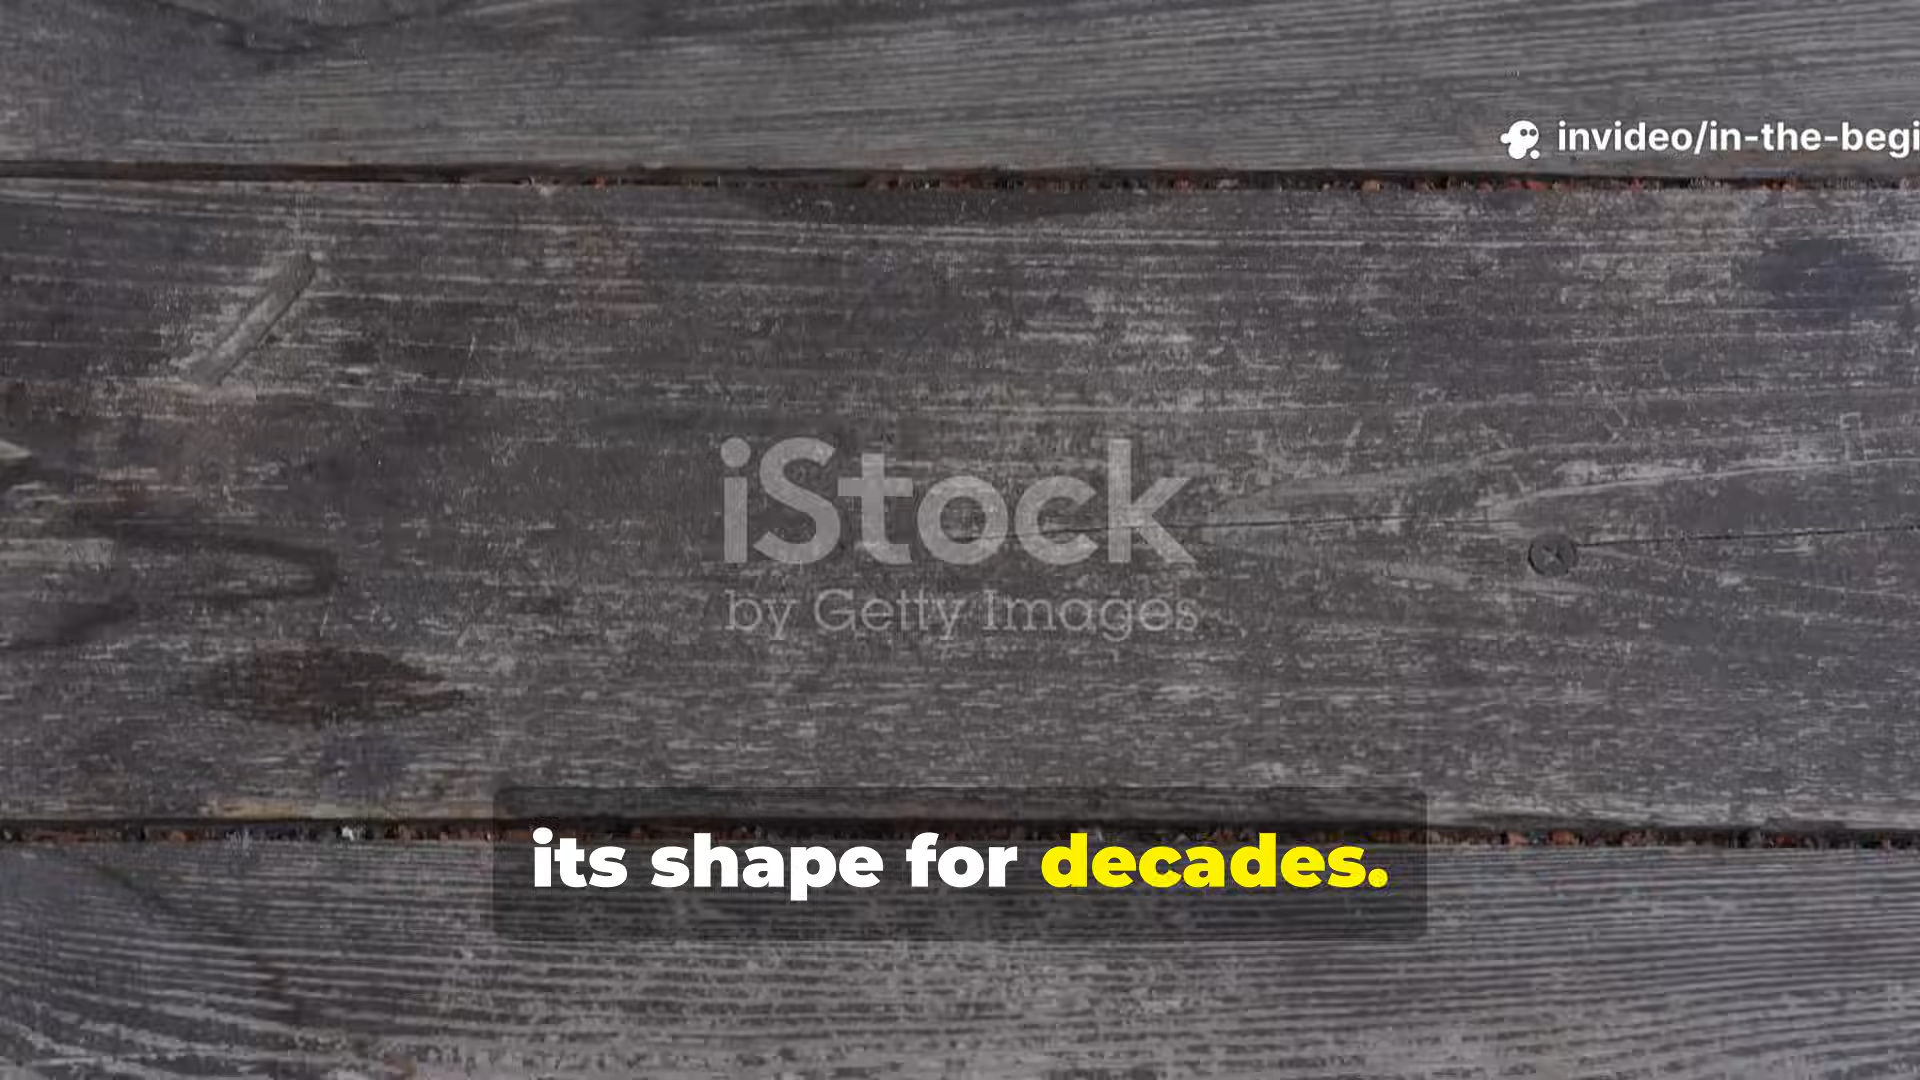 invideo/in-the-begi
iStock
by Getty Images
its shape for decades.